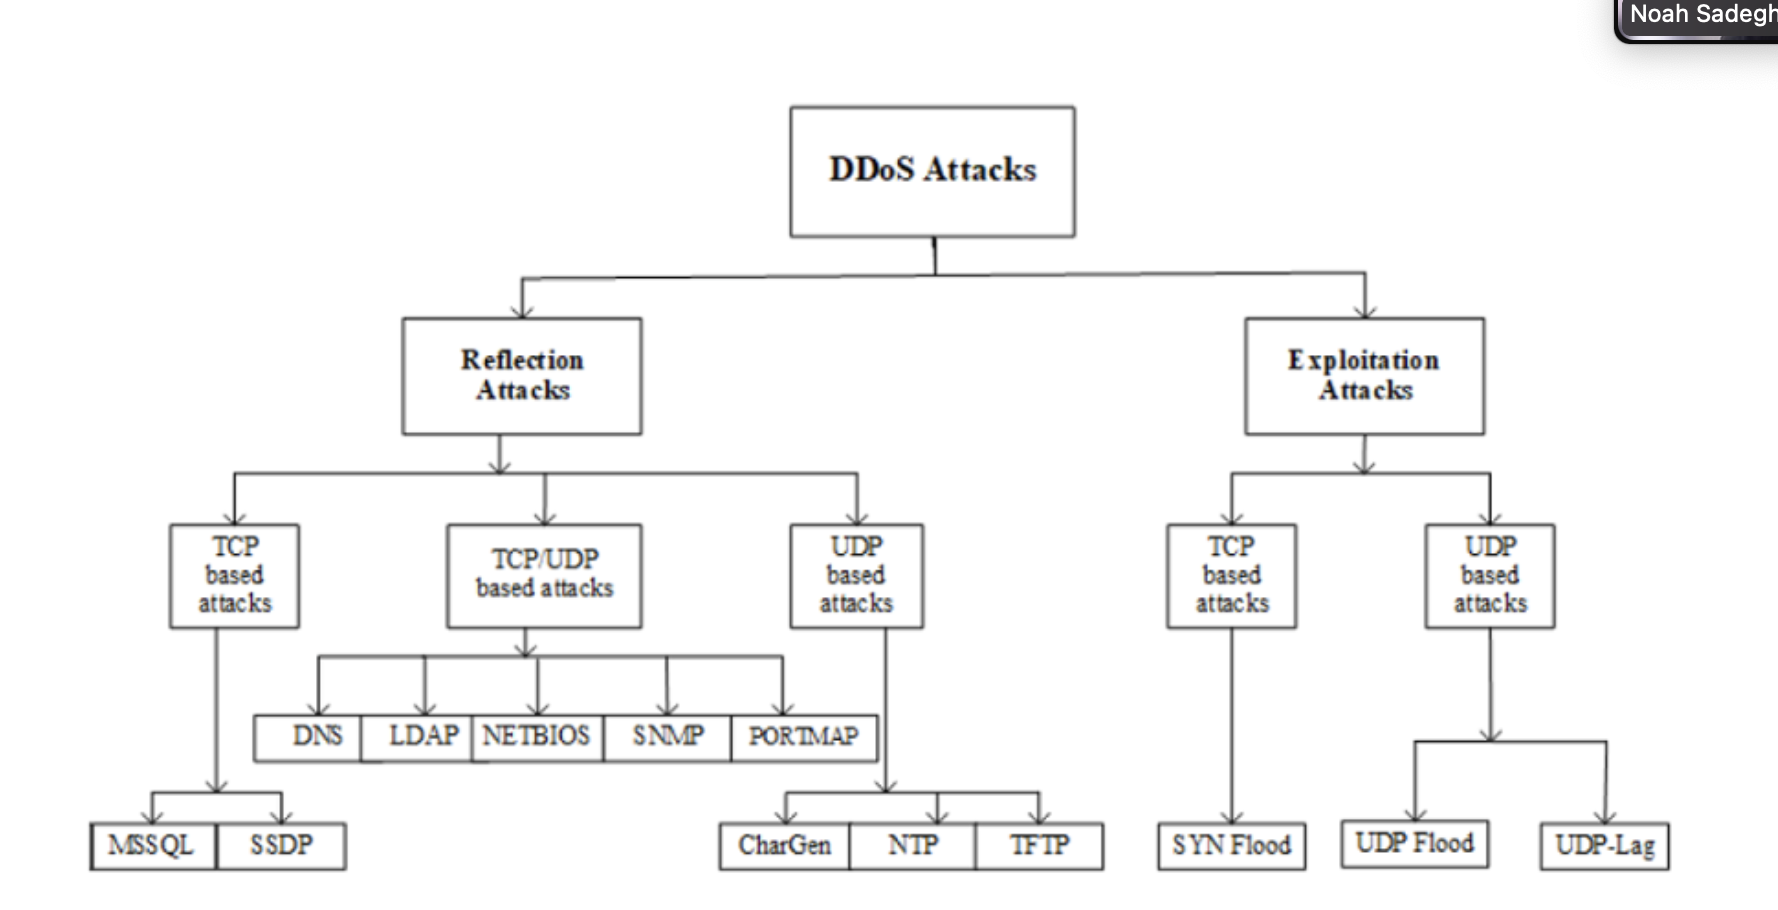 Noah Sadegh
DDoS Attacks
Reflection
Attacks
Exploitation
Attacks
TCP
based
attacks
TCP/UDP
based attacks
UDP
based
attacks
TCP
based
attacks
UDP
based
attacks
DNS LDAP NETBIOS SNMP PORTMAP
MSSQL SSDP CharGen NTP TFTP SYN Flood UDP Flood UDP-Lag